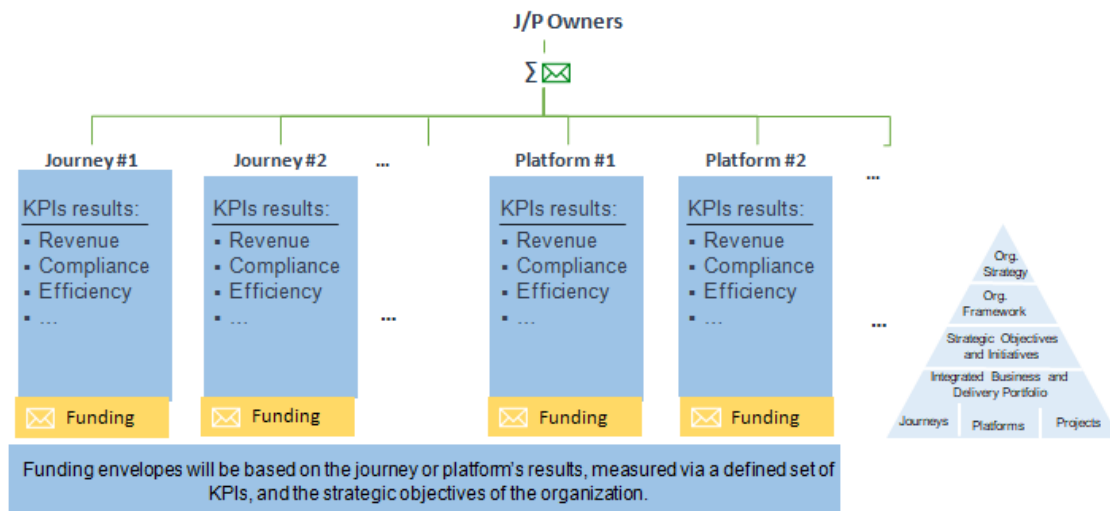 J/P Owners
Σ
Journey #1
Journey #2
...
Platform #1
Platform #2
...
KPIs results:
▪ Revenue
▪ Compliance
▪ Efficiency
▪ ...
KPIs results:
▪ Revenue
▪ Compliance
▪ Efficiency
▪ ...
...
KPIs results:
▪ Revenue
▪ Compliance
▪ Efficiency
▪ ...
KPIs results:
▪ Revenue
▪ Compliance
▪ Efficiency
▪ ...
...
Funding
Funding
Funding
Funding
Funding envelopes will be based on the journey or platform's results, measured via a defined set of
KPIs, and the strategic objectives of the organization.
Org.
Strategy
Org.
Framework
Strategic Objectives
and Initiatives
Integrated Business and
Delivery Portfolio
Journeys
Platforms
Projects